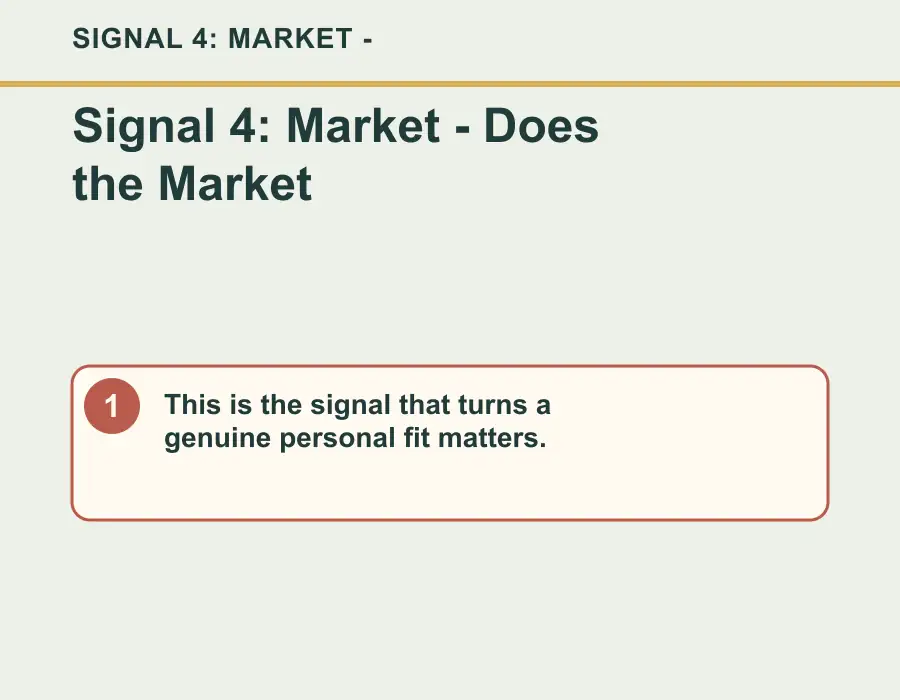 SIGNAL 4: MARKET -
Signal 4: Market - Does
the Market
1
This is the signal that turns a
genuine personal fit matters.